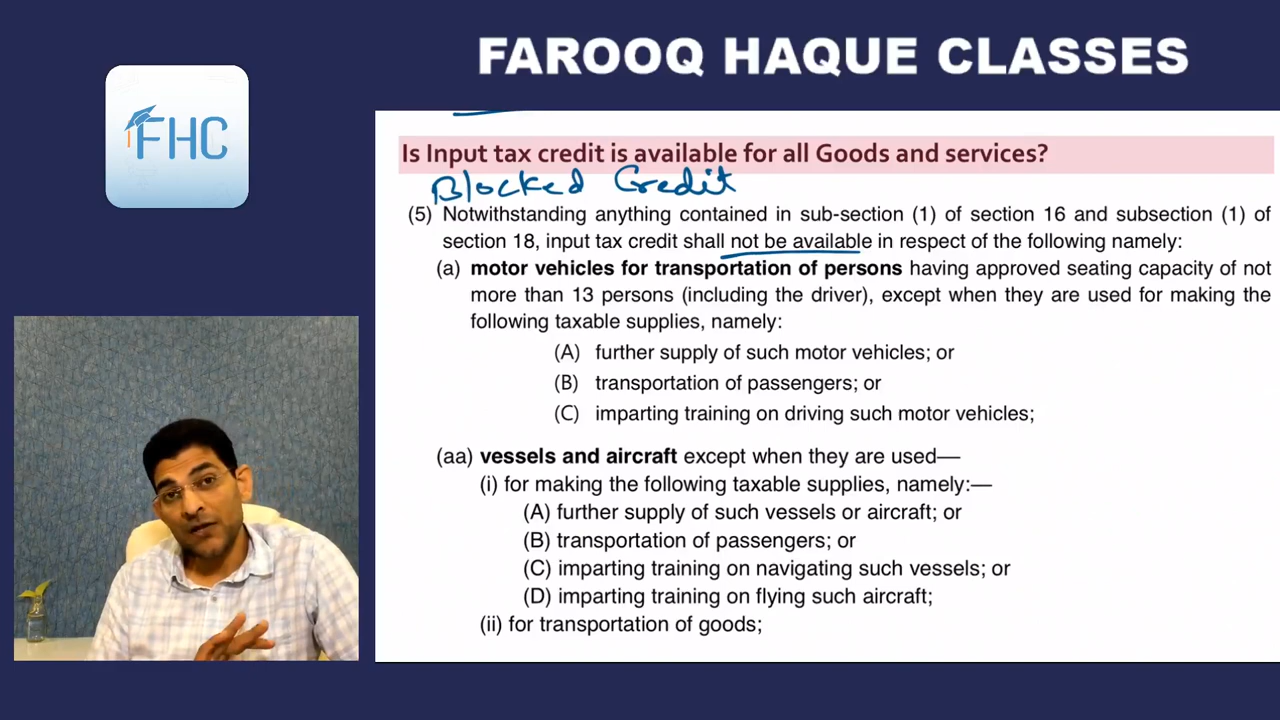 FAROOQ HAQUE CLASSES
FHC
Is Input tax credit is available for all Goods and services?
Blocked Credit
(5) Notwithstanding anything contained in sub-section (1) of section 16 and subsection (1) of
section 18, input tax credit shall not be available in respect of the following namely:
(a) motor vehicles for transportation of persons having approved seating capacity of not
more than 13 persons (including the driver), except when they are used for making the
following taxable supplies, namely:
(A) further supply of such motor vehicles; or
(B) transportation of passengers; or
(C) imparting training on driving such motor vehicles;
(aa) vessels and aircraft except when they are used—
(i) for making the following taxable supplies, namely:—
(A) further supply of such vessels or aircraft; or
(B) transportation of passengers; or
(C) imparting training on navigating such vessels; or
(D) imparting training on flying such aircraft;
(ii) for transportation of goods;